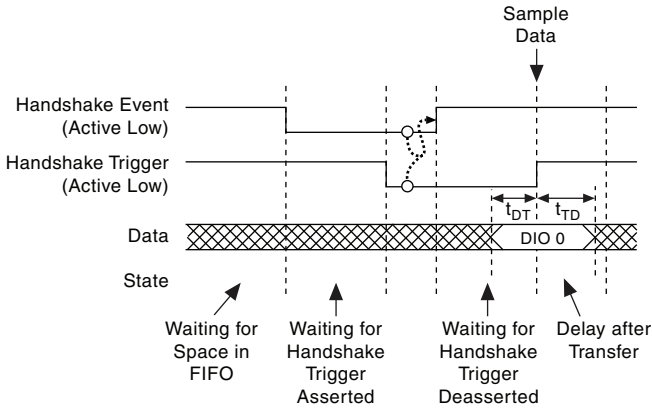 Sample
Data
Handshake Event
(Active Low)
Handshake Trigger
(Active Low)
tDT
tTD
Data
DIO 0
State
Waiting for
Space in
FIFO
Waiting for
Handshake
Trigger
Asserted
Waiting for
Handshake
Trigger
Deasserted
Delay after
Transfer